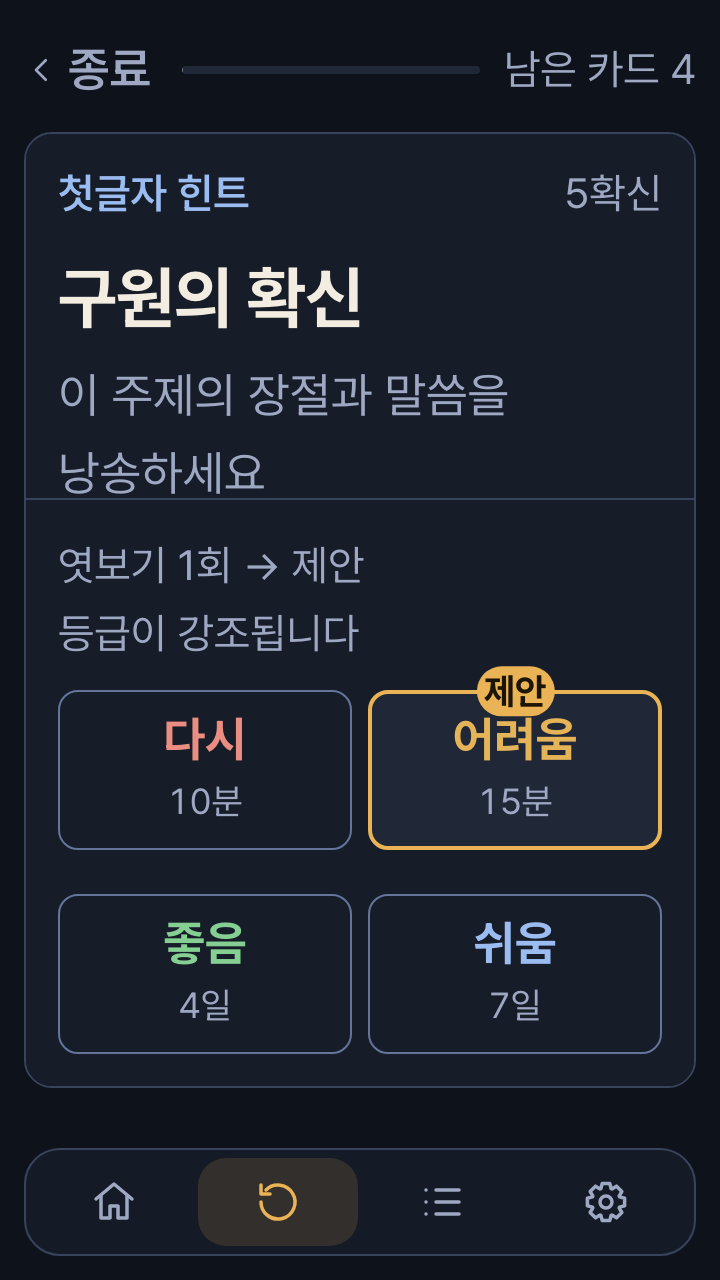 종료
남은 카드 4
첫글자 힌트
5확신
구원의 확신
이 주제의 장절과 말씀을
낭송하세요
엿보기 1회 → 제안
등급이 강조됩니다
다시
10분
제안
어려움
15분
좋음
4일
쉬움
7일